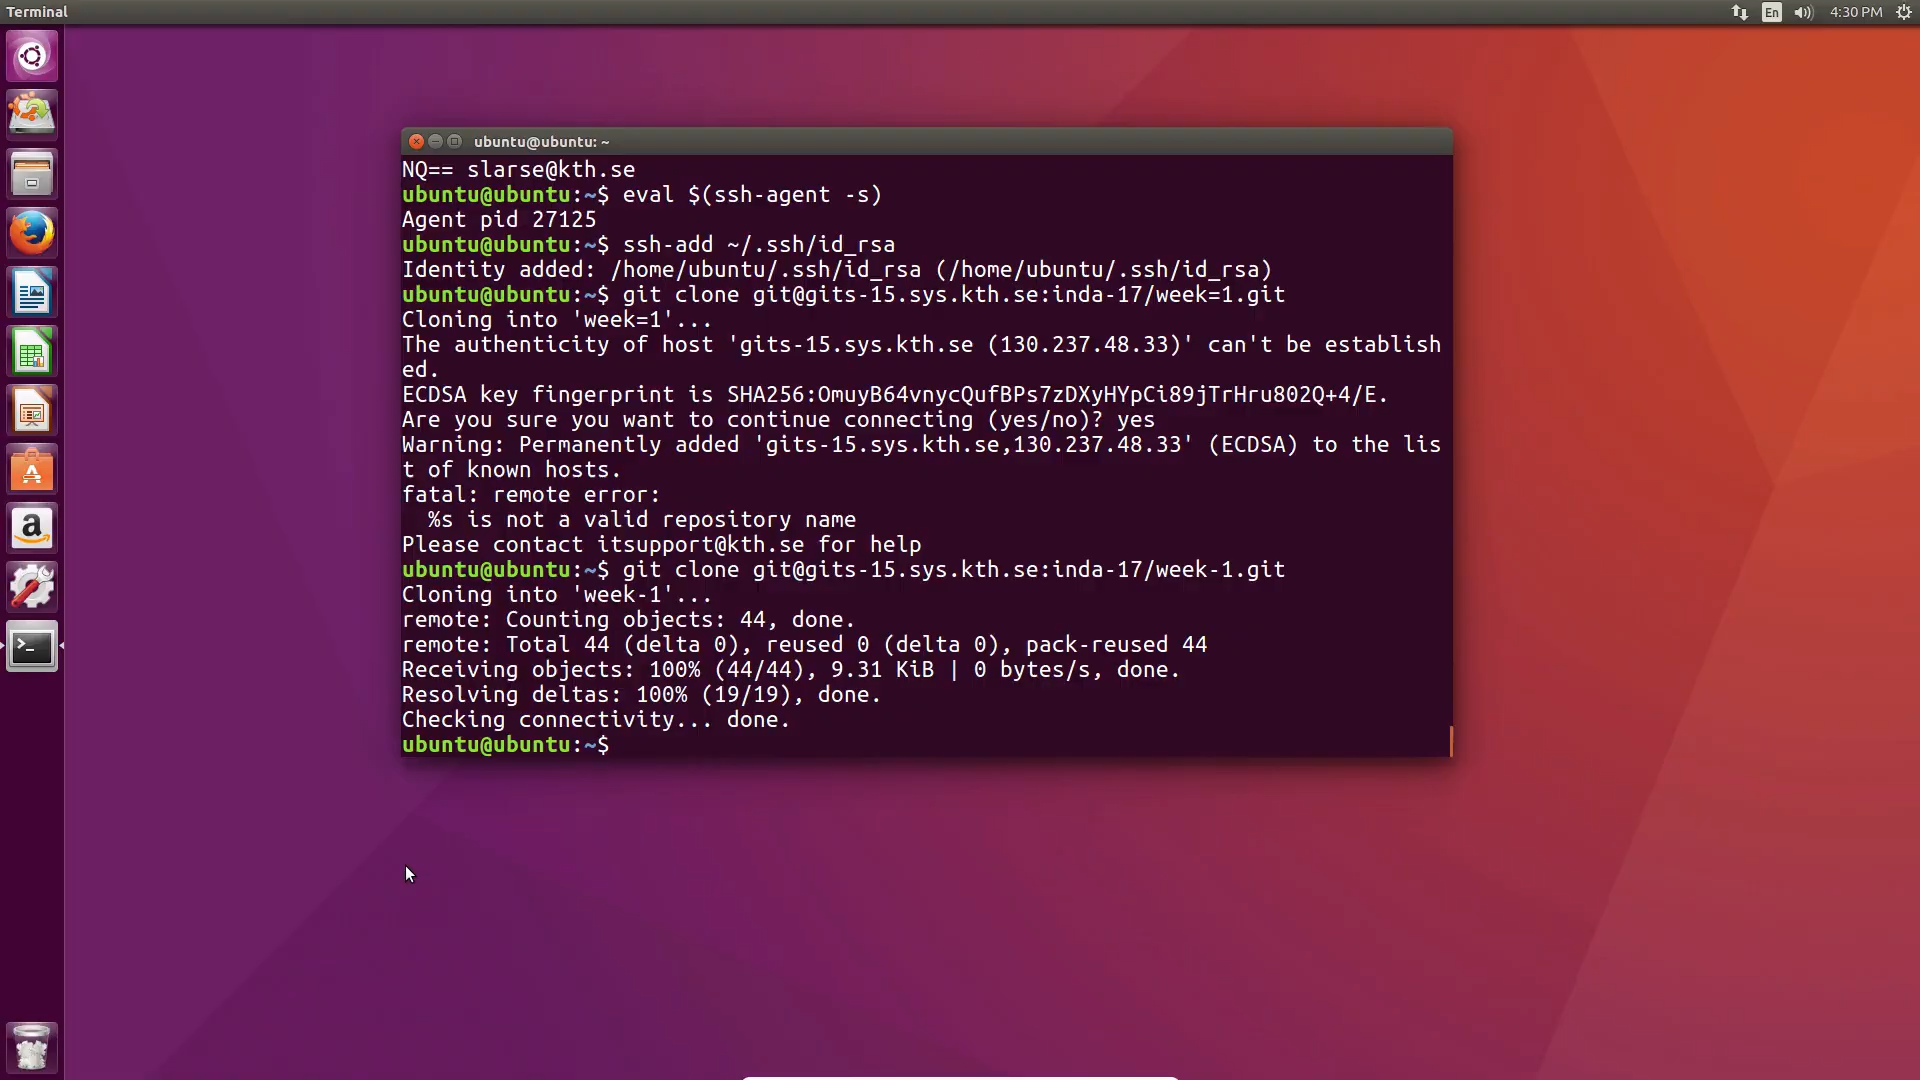 Terminal
En
4:30 PM
ubuntu@ubuntu: ~
NQ== slarse@kth.se
ubuntu@ubuntu:~$ eval $(ssh-agent -s)
Agent pid 27125
ubuntu@ubuntu:~$ ssh-add ~/.ssh/id_rsa
Identity added: /home/ubuntu/.ssh/id_rsa (/home/ubuntu/.ssh/id_rsa)
ubuntu@ubuntu:~$ git clone git@gits-15.sys.kth.se:inda-17/week=1.git
Cloning into 'week=1'...
The authenticity of host 'gits-15.sys.kth.se (130.237.48.33)' can't be establish
ed.
ECDSA key fingerprint is SHA256:OmuyB64vnycQufBPs7zDXyHYpCi89jTrHru802Q+4/E.
Are you sure you want to continue connecting (yes/no)? yes
Warning: Permanently added 'gits-15.sys.kth.se,130.237.48.33' (ECDSA) to the lis
t of known hosts.
fatal: remote error:
  %s is not a valid repository name
Please contact itsupport@kth.se for help
ubuntu@ubuntu:~$ git clone git@gits-15.sys.kth.se:inda-17/week-1.git
Cloning into 'week-1'...
remote: Counting objects: 44, done.
remote: Total 44 (delta 0), reused 0 (delta 0), pack-reused 44
Receiving objects: 100% (44/44), 9.31 KiB | 0 bytes/s, done.
Resolving deltas: 100% (19/19), done.
Checking connectivity... done.
ubuntu@ubuntu:~$